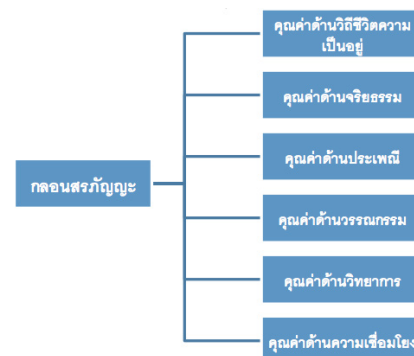 คุณค่าด้านวิถีชีวิตความ
เป็นอยู่
คุณค่าด้านจริยธรรม
คุณค่าด้านประเพณี
กลอนสรภัญญะ
คุณค่าด้านวรรณกรรม
คุณค่าด้านวิทยาการ
คุณค่าด้านความเชื่อมโยง